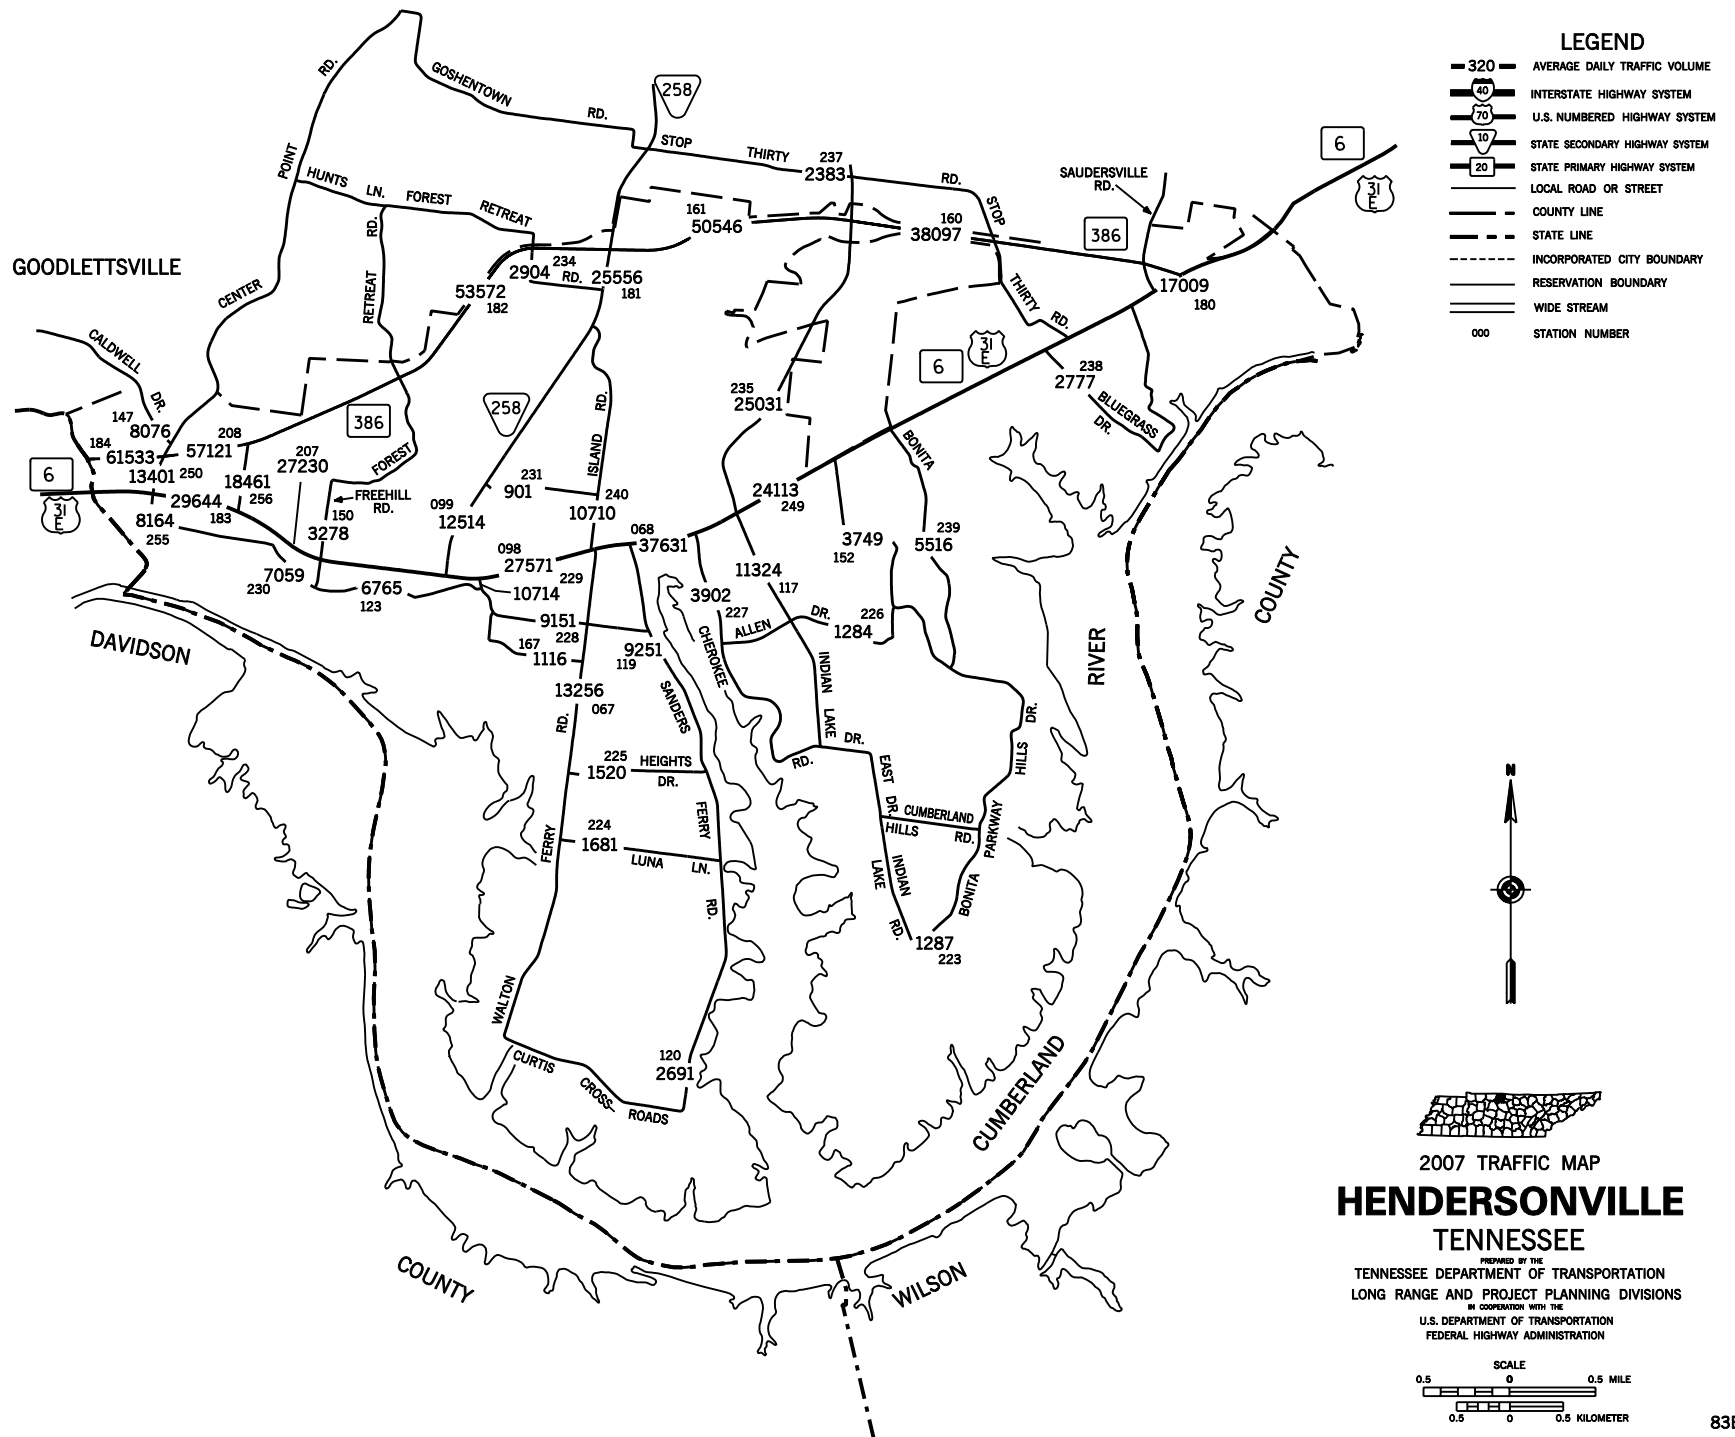 LEGEND
320 AVERAGE DAILY TRAFFIC VOLUME
40 INTERSTATE HIGHWAY SYSTEM
70 U.S. NUMBERED HIGHWAY SYSTEM
10 STATE SECONDARY HIGHWAY SYSTEM
20 STATE PRIMARY HIGHWAY SYSTEM
LOCAL ROAD OR STREET
COUNTY LINE
STATE LINE
INCORPORATED CITY BOUNDARY
RESERVATION BOUNDARY
WIDE STREAM
000 STATION NUMBER
RD.
GOSHENTOWN
RD.
258
STOP
THIRTY
237
2383
RD.
STOP
SAUDERSVILLE
RD.
6
31
E
POINT
HUNTS
LN.
FOREST
RETREAT
RD.
161
50546
160
38097
386
GOODLETTSVILLE
CENTER
RETREAT
234
2904
RD.
25556
181
53572
182
THIRTY
RD.
17009
180
CALDWELL
DR.
258
RD.
6
31
E
238
2777
BLUEGRASS
DR.
235
25031
147
8076
386
208
57121
184
61533
207
27230
FOREST
ISLAND
BONITA
6
31
E
13401
250
18461
256
29644
183
FREEHILL
RD.
150
3278
231
901
099
12514
240
10710
24113
249
8164
255
068
37631
3749
152
239
5516
098
27571
229
10714
7059
230
6765
123
11324
117
3902
227
9151
228
ALLEN
DR.
226
1284
167
1116
9251
119
CHEROKEE
RIVER
COUNTY
DAVIDSON
13256
067
RD.
SANDERS
INDIAN
LAKE
DR.
RD.
DR.
HILLS
225
1520
HEIGHTS
DR.
EAST
DR.
CUMBERLAND
HILLS
RD.
PARKWAY
FERRY
224
1681
LUNA
LN.
FERRY
RD.
LAKE
INDIAN
RD.
BONITA
1287
223
WALTON
CURTIS
CROSS
ROADS
120
2691
CUMBERLAND
COUNTY
WILSON
N
2007 TRAFFIC MAP
HENDERSONVILLE
TENNESSEE
PREPARED BY THE
TENNESSEE DEPARTMENT OF TRANSPORTATION
LONG RANGE AND PROJECT PLANNING DIVISIONS
IN COOPERATION WITH THE
U.S. DEPARTMENT OF TRANSPORTATION
FEDERAL HIGHWAY ADMINISTRATION
SCALE
0.5 0 0.5 MILE
0.5 0 0.5 KILOMETER